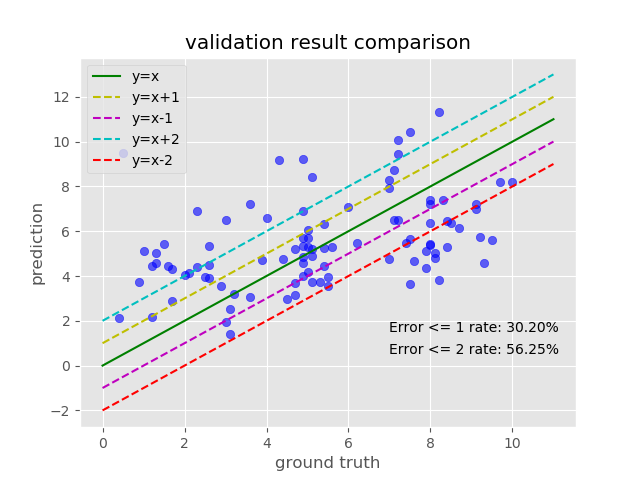 validation result comparison
y=x
y=x+1
y=x-1
y=x+2
y=x-2
12
10
8
6
4
2
0
−2
prediction
Error <= 1 rate: 30.20%
Error <= 2 rate: 56.25%
0 2 4 6 8 10
ground truth